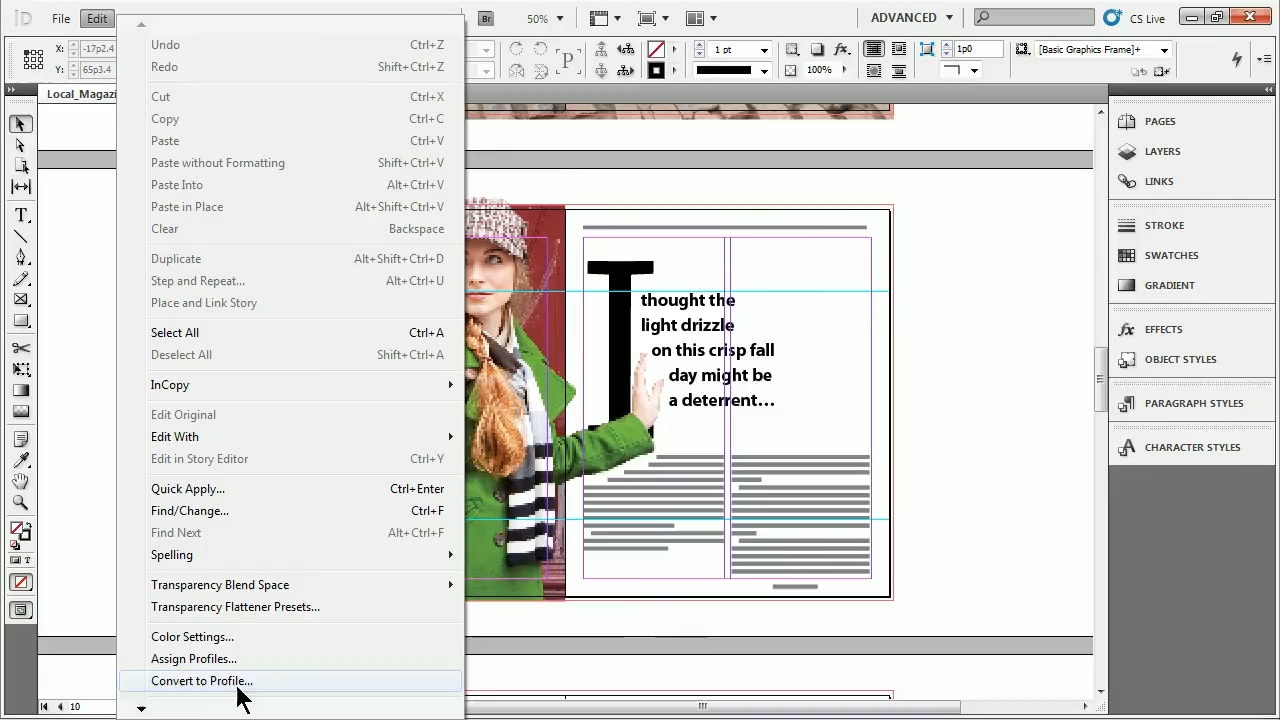 iD File Edit Br 50% ADVANCED CS Live
X: -17p2.4 1 pt 1p0 [Basic Graphics Frame]+
Y: 65p3.4 P 100% fx
Local_Magazi
Undo Ctrl+Z
Redo Shift+Ctrl+Z
Cut Ctrl+X
Copy Ctrl+C
Paste Ctrl+V
Paste without Formatting Shift+Ctrl+V
Paste Into Alt+Ctrl+V
Paste in Place Alt+Shift+Ctrl+V
Clear Backspace
Duplicate Alt+Shift+Ctrl+D
Step and Repeat... Alt+Ctrl+U
Place and Link Story
Select All Ctrl+A
Deselect All Shift+Ctrl+A
InCopy
Edit Original
Edit With
Edit in Story Editor Ctrl+Y
Quick Apply... Ctrl+Enter
Find/Change... Ctrl+F
Find Next Alt+Ctrl+F
Spelling
Transparency Blend Space
Transparency Flattener Presets...
Color Settings...
Assign Profiles...
Convert to Profile...
I
thought the
light drizzle
on this crisp fall
day might be
a deterrent...
PAGES
LAYERS
LINKS
STROKE
SWATCHES
GRADIENT
fx EFFECTS
OBJECT STYLES
PARAGRAPH STYLES
A CHARACTER STYLES
T
T
10